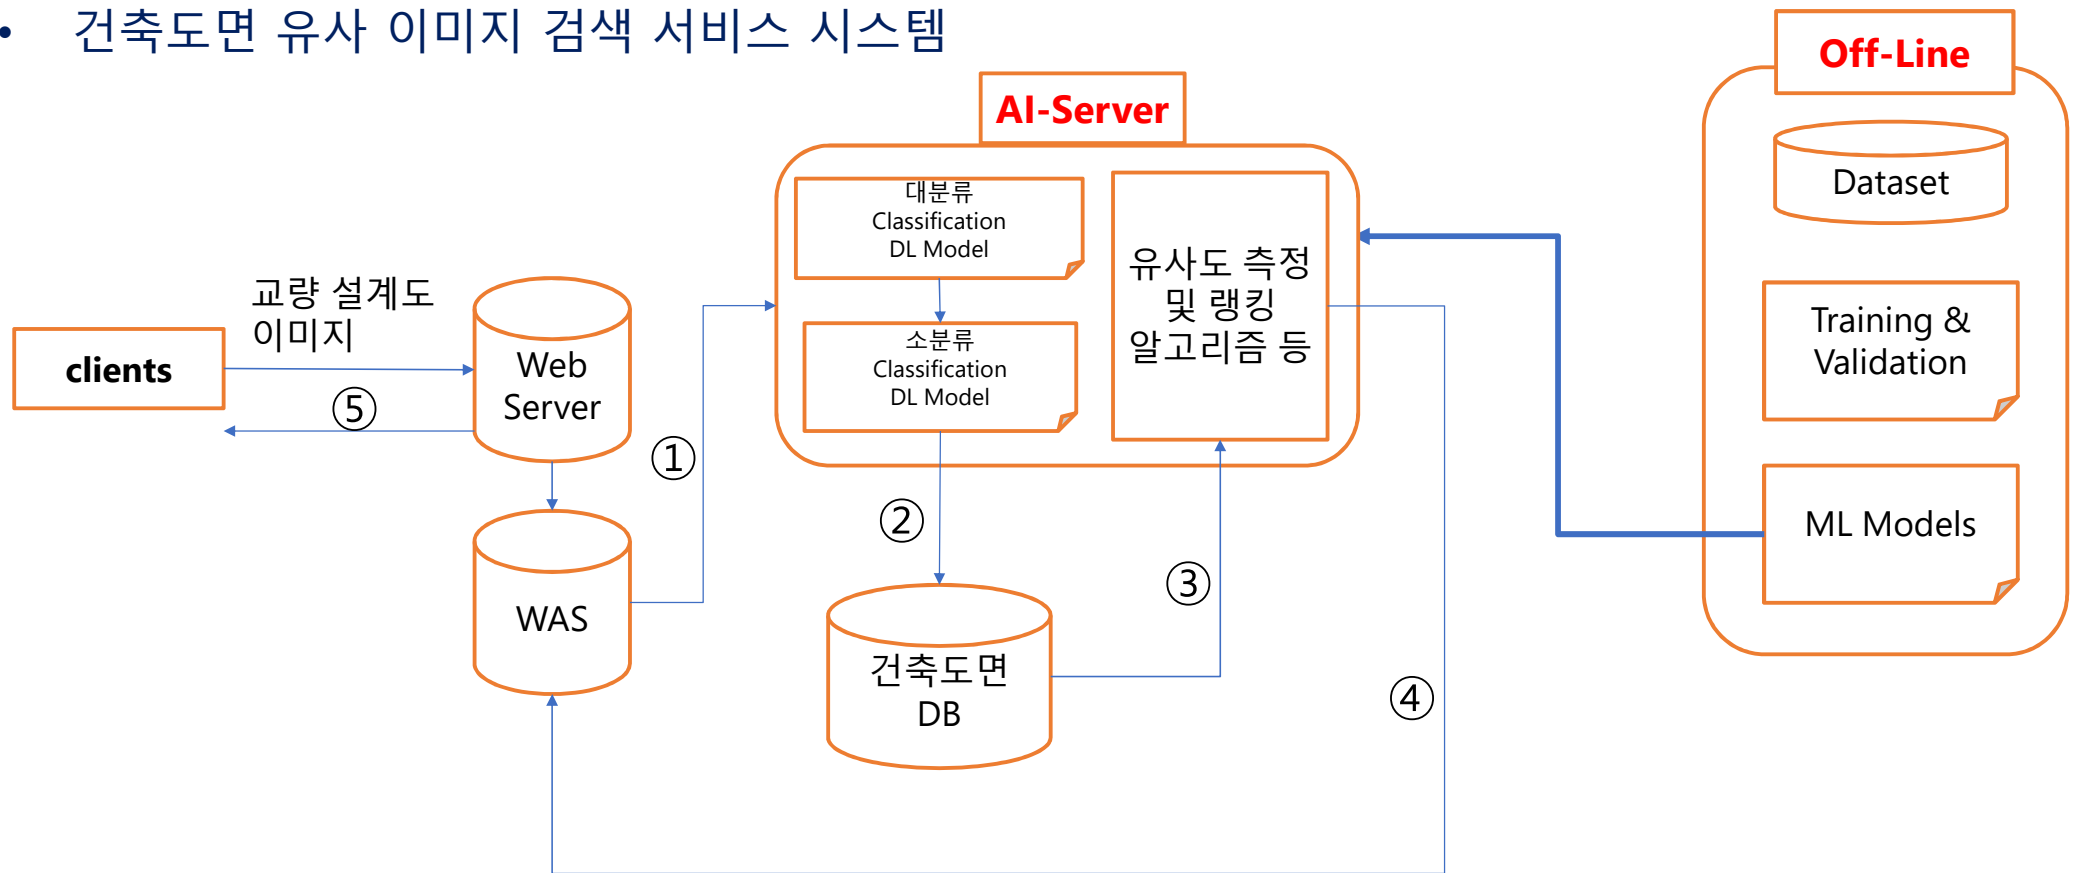 • 건축도면 유사 이미지 검색 서비스 시스템
Off-Line
AI-Server
Dataset
대분류
Classification
DL Model
유사도 측정
및 랭킹
알고리즘 등
교량 설계도
이미지
clients
Web
Server
소분류
Classification
DL Model
Training &
Validation
⑤
①
②
③
④
WAS
건축도면
DB
ML Models